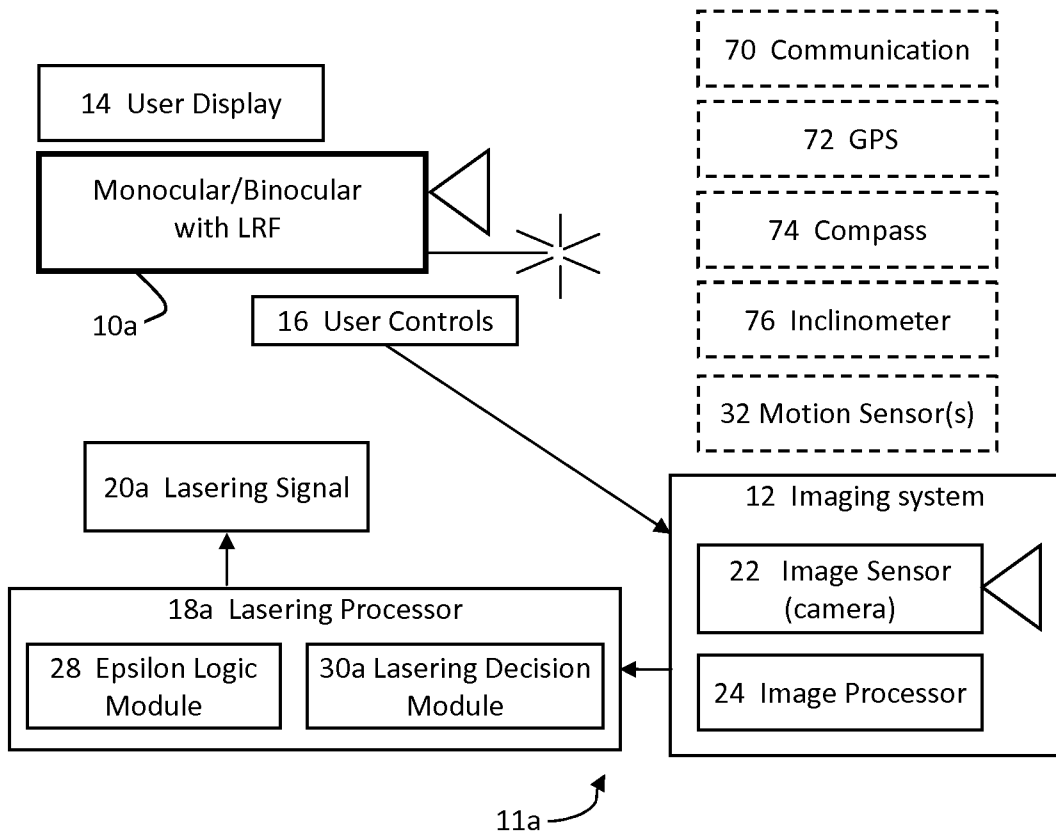 70 Communication
14 User Display
72 GPS
Monocular/Binocular
with LRF
74 Compass
10a
16 User Controls
76 Inclinometer
32 Motion Sensor(s)
20a Lasering Signal
12 Imaging system
22 Image Sensor
(camera)
18a Lasering Processor
28 Epsilon Logic
Module
30a Lasering Decision
Module
24 Image Processor
11a